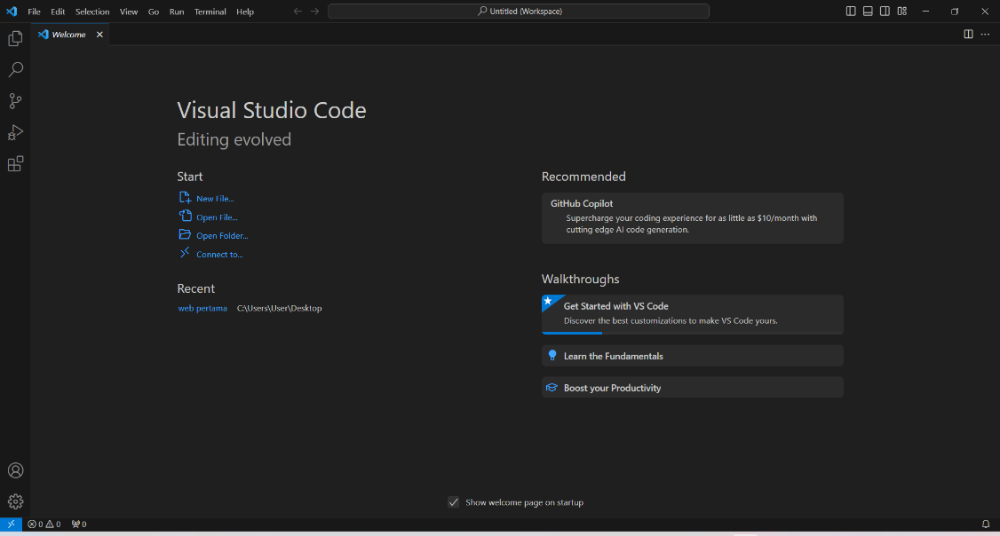 File Edit Selection View Go Run Terminal Help
Untitled (Workspace)
Welcome
Visual Studio Code
Editing evolved
Start
New File...
Open File...
Open Folder...
Connect to...
Recent
web pertama C:\Users\User\Desktop
Recommended
GitHub Copilot
Supercharge your coding experience for as little as $10/month with
cutting edge AI code generation.
Walkthroughs
Get Started with VS Code
Discover the best customizations to make VS Code yours.
Learn the Fundamentals
Boost your Productivity
Show welcome page on startup
0 0 0